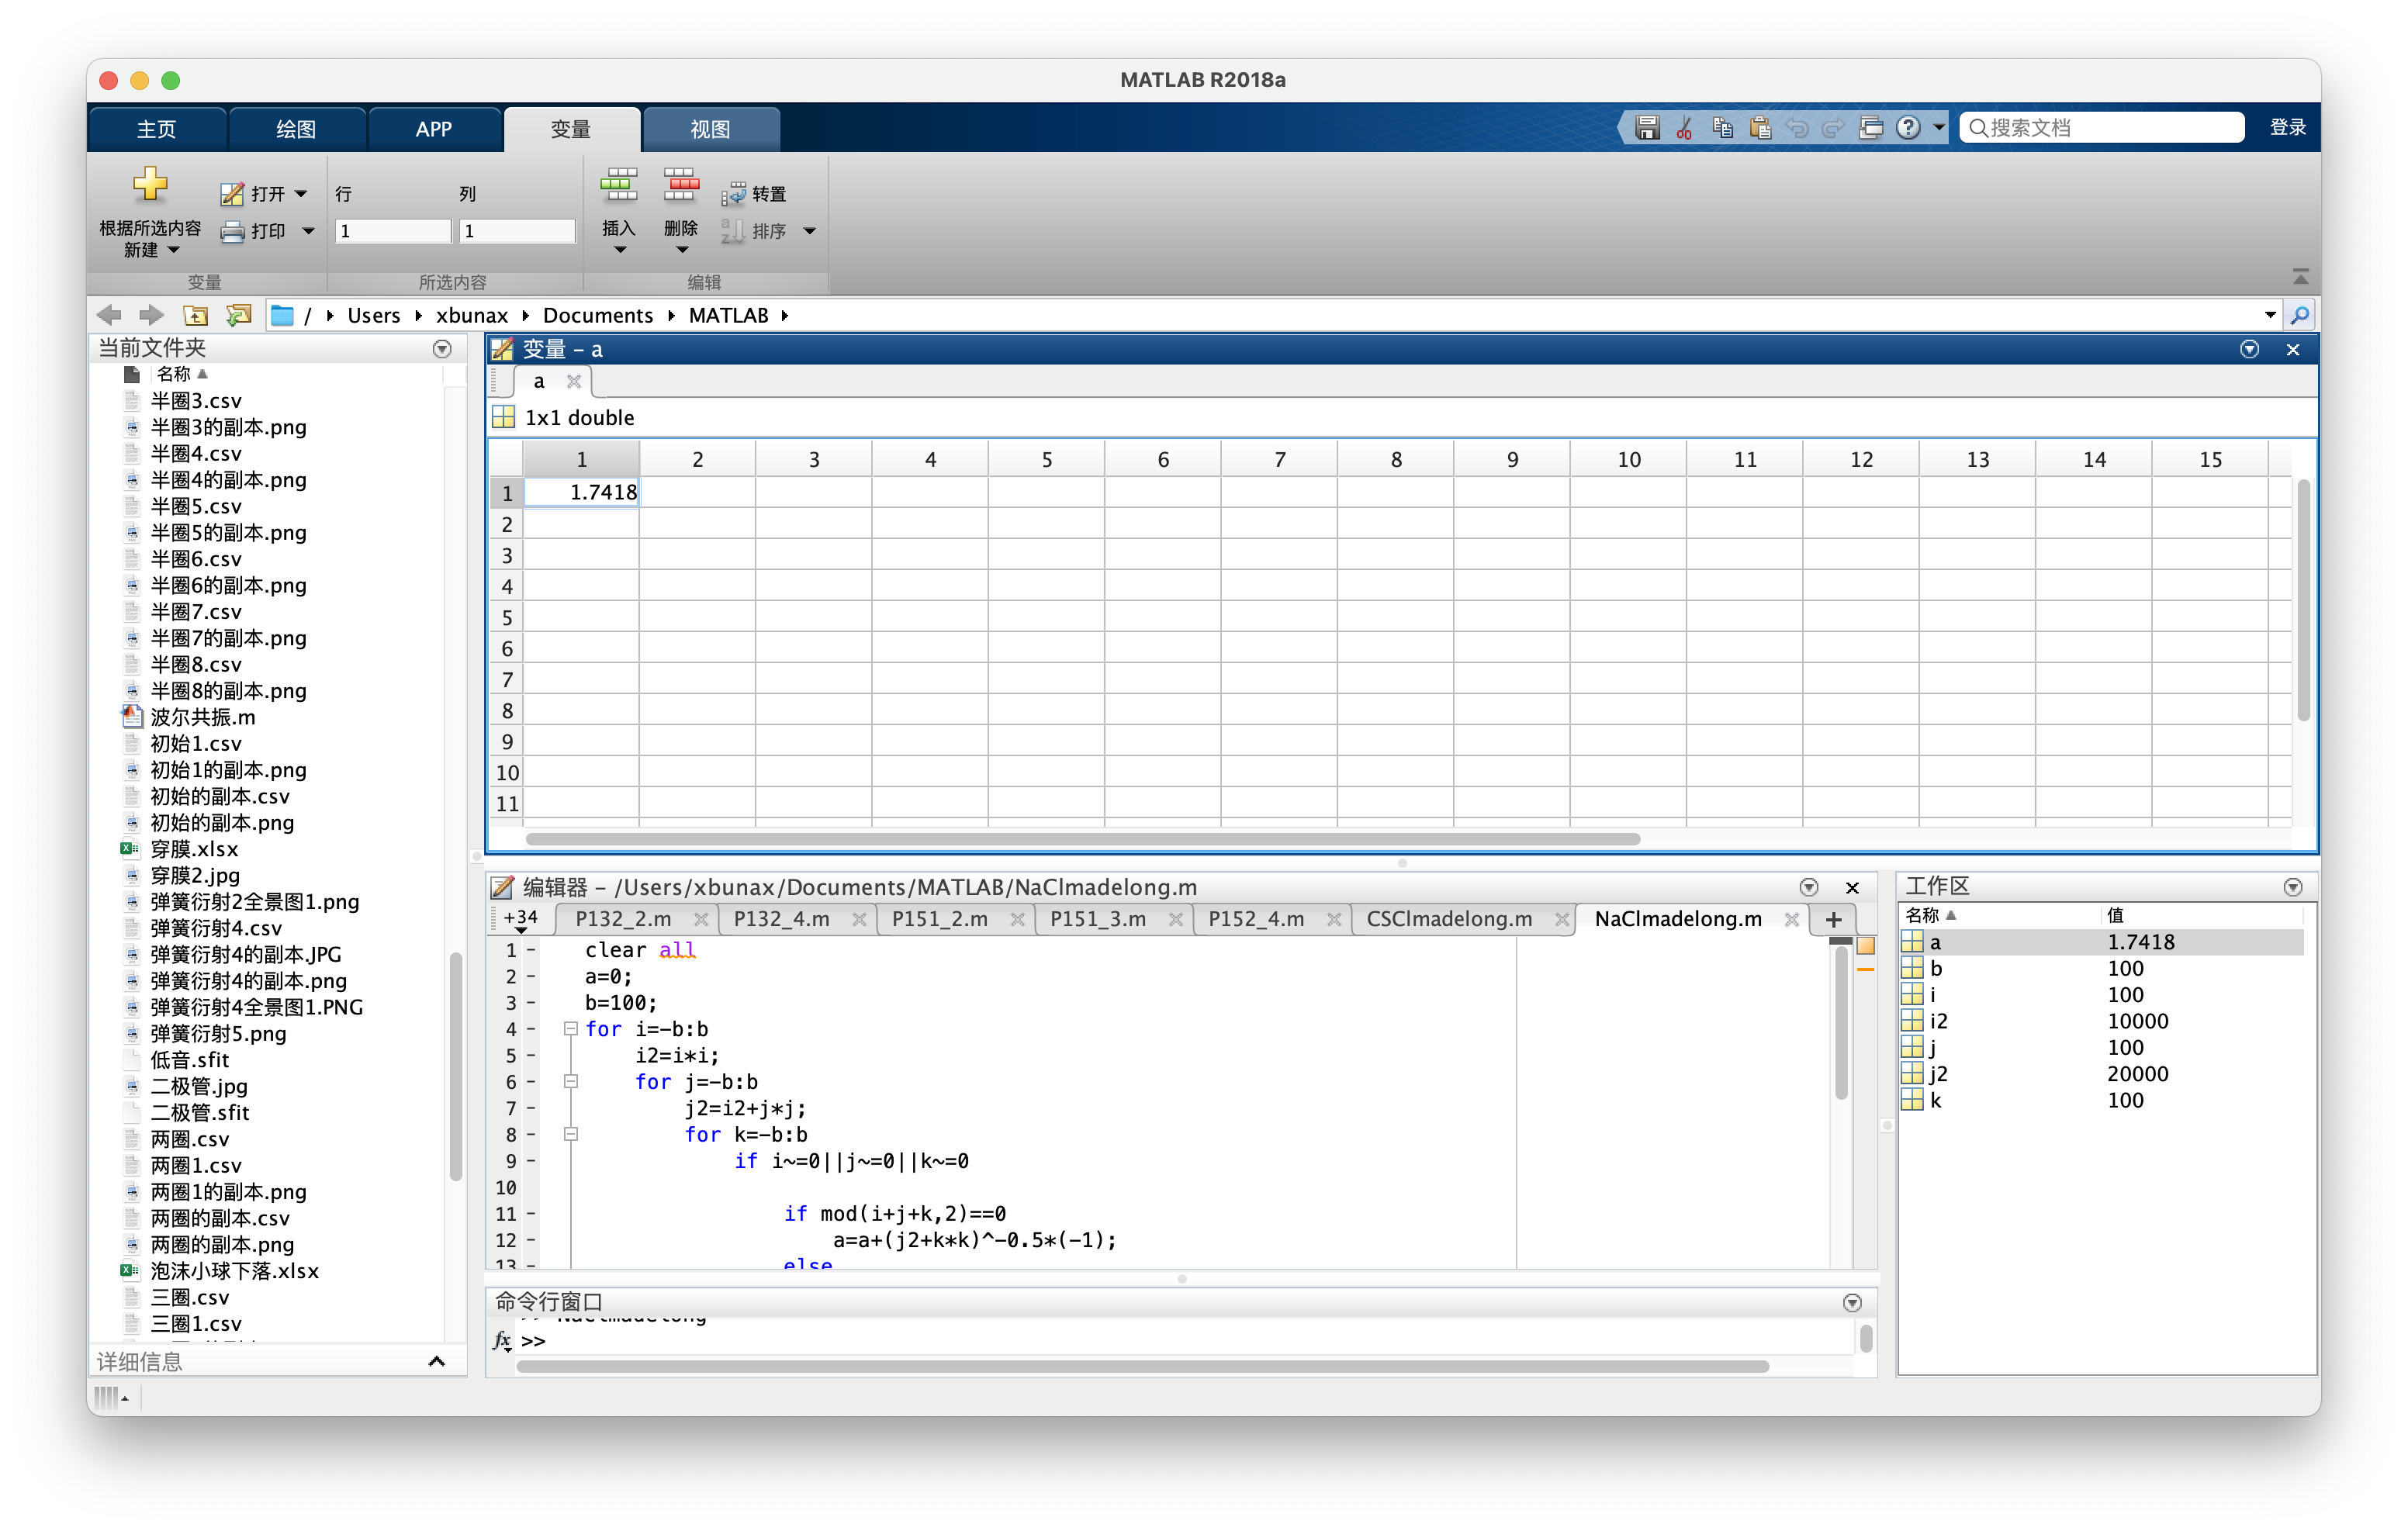 MATLAB R2018a
主页 绘图 APP 变量 视图 搜索文档 登录
根据所选内容
新建
打开
打印
变量
行 列
1 1
所选内容
插入 删除 转置
排序
编辑
/ Users xbunax Documents MATLAB
当前文件夹
名称
半圈3.csv
半圈3的副本.png
半圈4.csv
半圈4的副本.png
半圈5.csv
半圈5的副本.png
半圈6.csv
半圈6的副本.png
半圈7.csv
半圈7的副本.png
半圈8.csv
半圈8的副本.png
波尔共振.m
初始1.csv
初始1的副本.png
初始的副本.csv
初始的副本.png
穿膜.xlsx
穿膜2.jpg
弹簧衍射2全景图1.png
弹簧衍射4.csv
弹簧衍射4的副本.JPG
弹簧衍射4的副本.png
弹簧衍射4全景图1.PNG
弹簧衍射5.png
低音.sfit
二极管.jpg
二极管.sfit
两圈.csv
两圈1.csv
两圈1的副本.png
两圈的副本.csv
两圈的副本.png
泡沫小球下落.xlsx
三圈.csv
三圈1.csv
详细信息
变量 – a
a
1x1 double
1 2 3 4 5 6 7 8 9 10 11 12 13 14 15
1 1.7418
2
3
4
5
6
7
8
9
10
11
编辑器 – /Users/xbunax/Documents/MATLAB/NaClmadelong.m
+34 P132_2.m P132_4.m P151_2.m P151_3.m P152_4.m CSClmadelong.m NaClmadelong.m +
1 – clear all
2 – a=0;
3 – b=100;
4 – for i=-b:b
5 – i2=i*i;
6 – for j=-b:b
7 – j2=i2+j*j;
8 – for k=-b:b
9 – if i~=0||j~=0||k~=0
10
11 – if mod(i+j+k,2)==0
12 – a=a+(j2+k*k)^-0.5*(-1);
13 – else
命令行窗口
>> NaClmadelong
fx >>
工作区
名称 值
a 1.7418
b 100
i 100
i2 10000
j 100
j2 20000
k 100